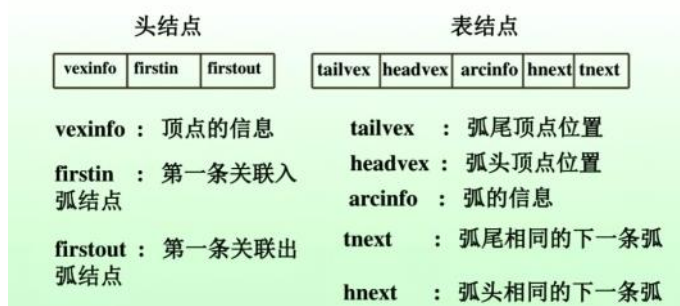 头结点
vexinfo firstin firstout
vexinfo : 顶点的信息
firstin : 第一条关联入
弧结点
firstout : 第一条关联出
弧结点
表结点
tailvex headvex arcinfo hnext tnext
tailvex : 弧尾顶点位置
headvex : 弧头顶点位置
arcinfo : 弧的信息
tnext : 弧尾相同的下一条弧
hnext : 弧头相同的下一条弧